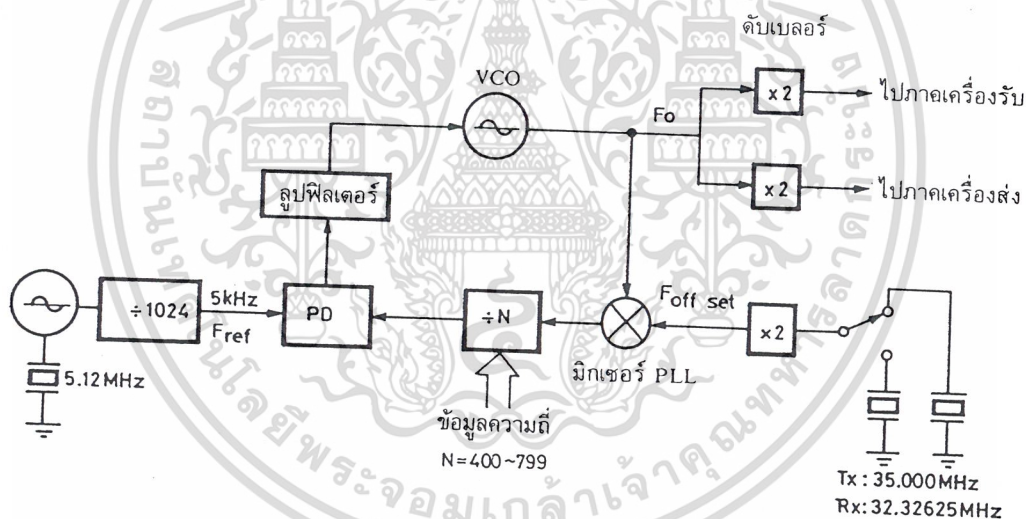 ดับเบลอร์
VCO
x2
ไปภาคเครื่องรับ
Fo
ลูปฟิลเตอร์
x2
ไปภาคเครื่องส่ง
÷1024
5kHz
Fref
PD
÷N
Foff set
x2
มิกเซอร์ PLL
5.12MHz
ข้อมูลความถี่
N=400~799
Tx : 35.000MHz
Rx: 32.32625MHz